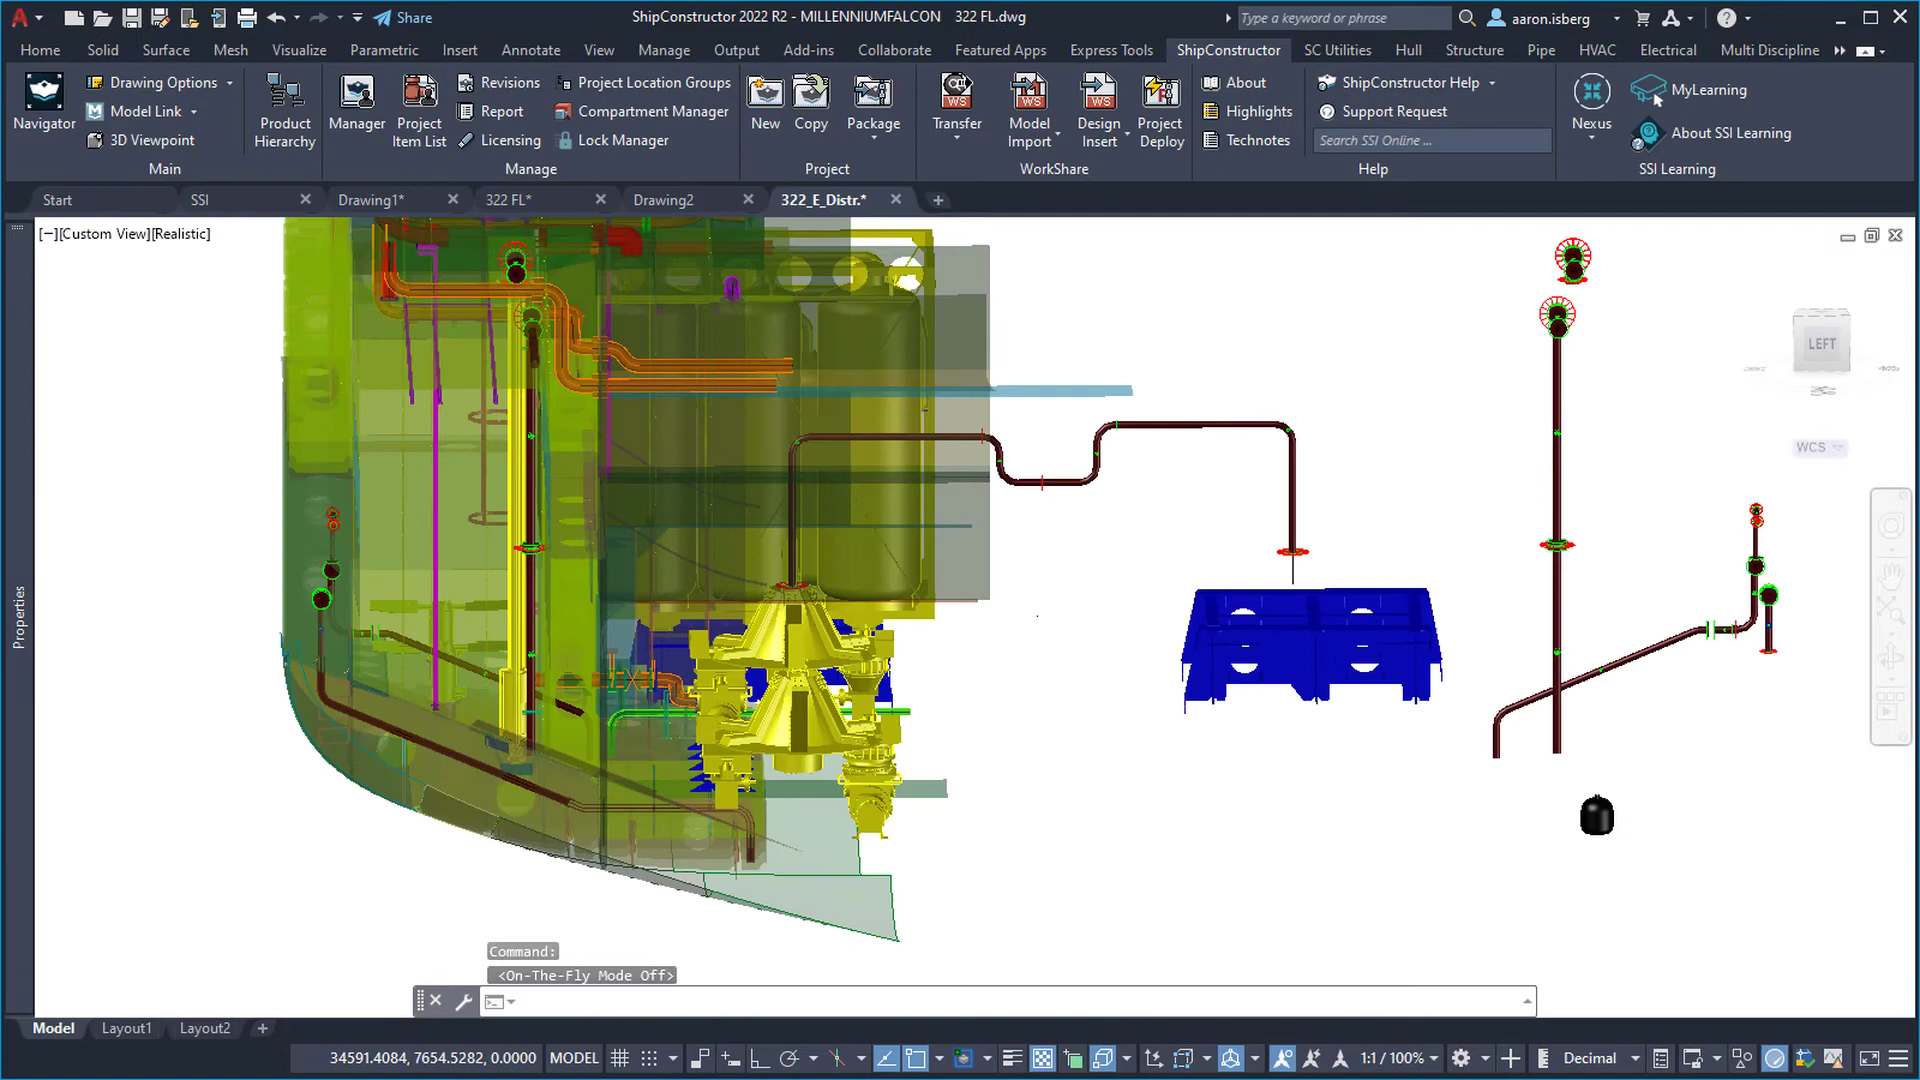 Share
ShipConstructor 2022 R2 - MILLENNIUMFALCON 322 FL.dwg
Type a keyword or phrase
aaron.isberg
Home Solid Surface Mesh Visualize Parametric Insert Annotate View Manage Output Add-ins Collaborate Featured Apps Express Tools ShipConstructor SC Utilities Hull Structure Pipe HVAC Electrical Multi Discipline
Navigator
Drawing Options
Model Link
3D Viewpoint
Main
Product
Hierarchy
Manager
Project
Item List
Revisions
Report
Licensing
Project Location Groups
Compartment Manager
Lock Manager
Manage
New
Copy
Package
Project
Transfer
Model
Import
Design
Insert
Project
Deploy
WorkShare
About
Highlights
Technotes
ShipConstructor Help
Support Request
Search SSI Online ...
Help
Nexus
MyLearning
About SSI Learning
SSI Learning
Start
SSI
Drawing1*
322 FL*
Drawing2
322_E_Distr.*
[−][Custom View][Realistic]
LEFT
WCS
Properties
Command:
<On-The-Fly Mode Off>
Model Layout1 Layout2
34591.4084, 7654.5282, 0.0000 MODEL
1:1 / 100%
Decimal